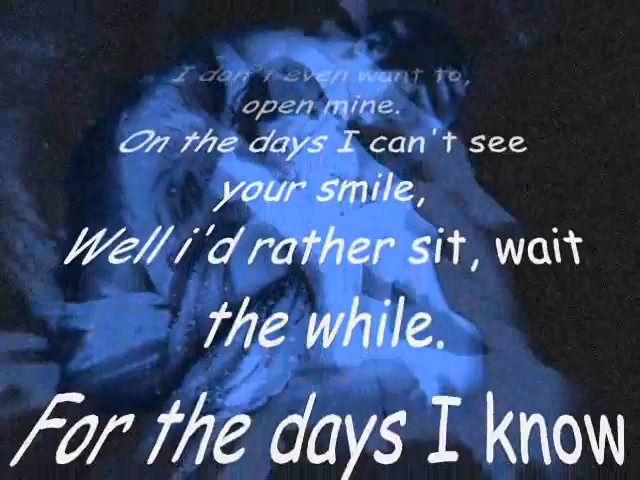 I don't even want to,
open mine.
On the days I can't see
your smile,
Well i'd rather sit, wait
the while.
For the days I know